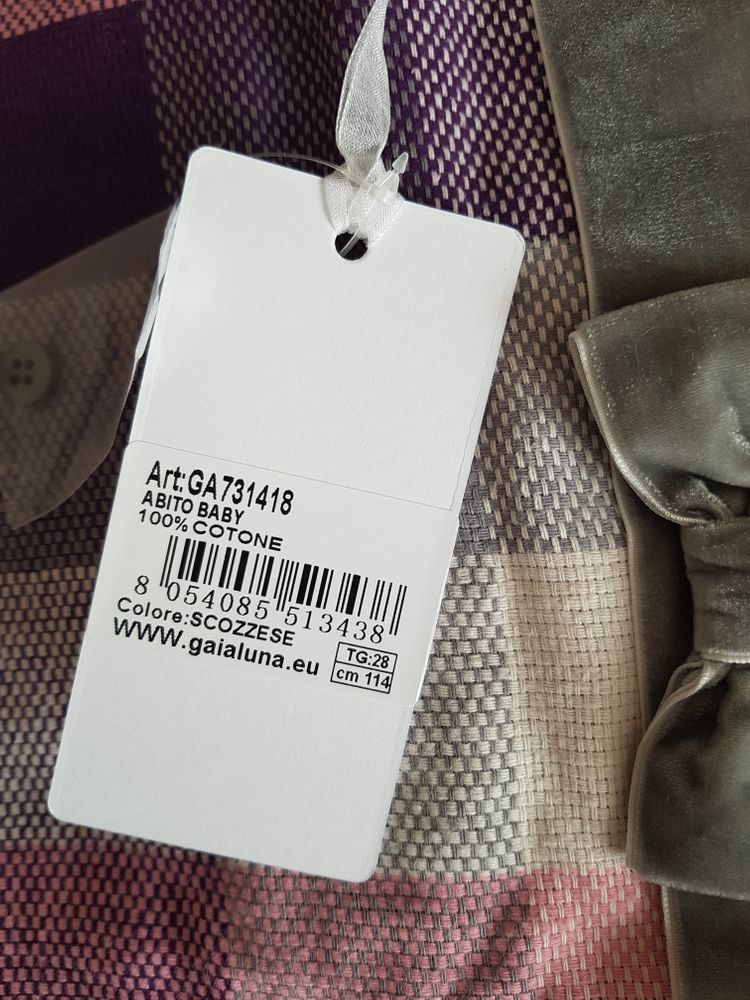 Art:GA731418
ABITO BABY
100% COTONE
8 054085 513438
Colore:SCOZZESE
WWW.gaialuna.eu
TG:28
cm 114